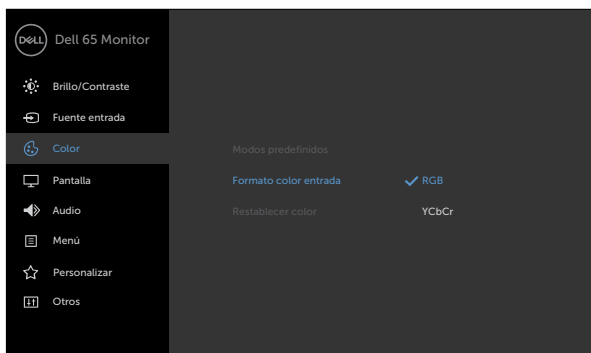 DELL Dell 65 Monitor
Brillo/Contraste
Fuente entrada
Color
Modos predefinidos
Pantalla
Formato color entrada RGB
Audio
Restablecer color YCbCr
Menú
Personalizar
Otros